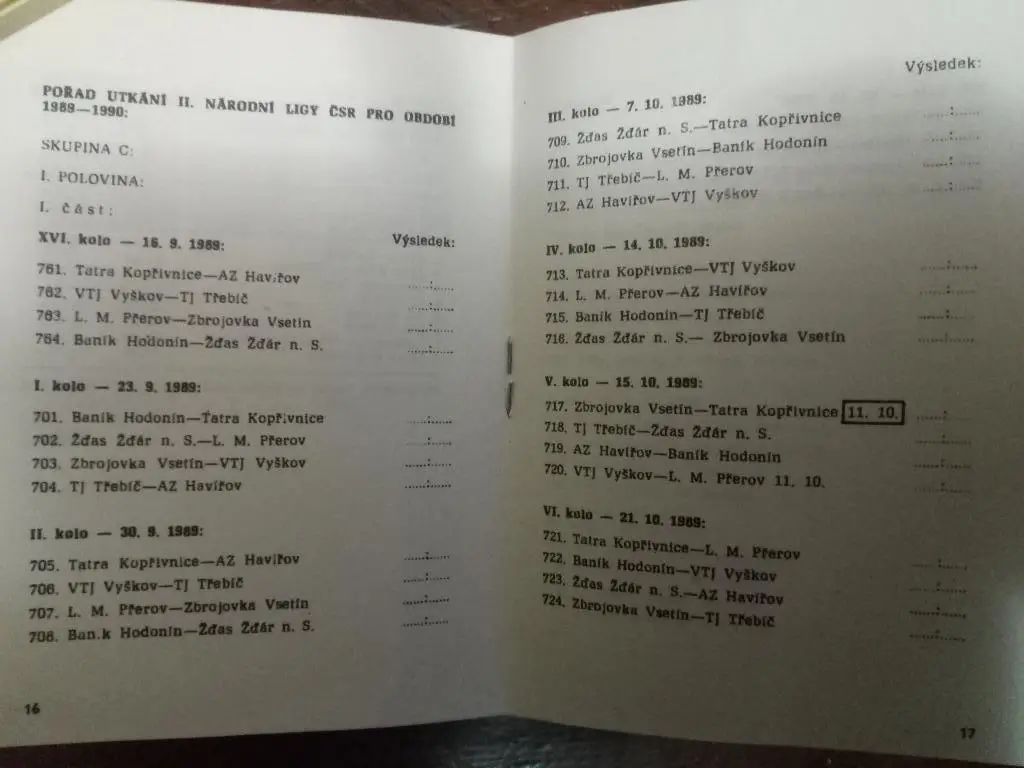 POŘAD UTKÁNÍ II. NÁRODNÍ LIGY ČSR PRO OBDOBÍ
1989—1990:
SKUPINA C:
I. POLOVINA:
I. část:
XVI. kolo — 16. 9. 1989: Výsledek:
761. Tatra Kopřivnice—AZ Havířov ......:......
762. VTJ Vyškov—TJ Třebíč ......:......
763. L. M. Přerov—Zbrojovka Vsetín ......:......
764. Baník Hodonín—Žďas Žďár n. S. ......:......
I. kolo — 23. 9. 1989:
701. Baník Hodonín—Tatra Kopřivnice ......:......
702. Žďas Žďár n. S.—L. M. Přerov ......:......
703. Zbrojovka Vsetín—VTJ Vyškov ......:......
704. TJ Třebíč—AZ Havířov ......:......
II. kolo — 30. 9. 1989:
705. Tatra Kopřivnice—AZ Havířov ......:......
706. VTJ Vyškov—TJ Třebíč ......:......
707. L. M. Přerov—Zbrojovka Vsetín ......:......
708. Ban.k Hodonín—Žďas Žďár n. S. ......:......
16
Výsledek:
III. kolo — 7. 10. 1989:
709. Žďas Žďár n. S.—Tatra Kopřivnice ......:......
710. Zbrojovka Vsetín—Baník Hodonín ......:......
711. TJ Třebíč—L. M. Přerov ......:......
712. AZ Havířov—VTJ Vyškov ......:......
IV. kolo — 14. 10. 1989:
713. Tatra Kopřivnice—VTJ Vyškov ......:......
714. L. M. Přerov—AZ Havířov ......:......
715. Baník Hodonín—TJ Třebíč ......:......
716. Žďas Žďár n. S.— Zbrojovka Vsetín ......:......
V. kolo — 15. 10. 1989:
717. Zbrojovka Vsetín—Tatra Kopřivnice 11. 10. ......:
718. TJ Třebíč—Žďas Žďár n. S. ......:......
719. AZ Havířov—Baník Hodonín ......:......
720. VTJ Vyškov—L. M. Přerov 11. 10. ......:......
VI. kolo — 21. 10. 1989:
721. Tatra Kopřivnice—L. M. Přerov ......:......
722. Baník Hodonín—VTJ Vyškov ......:......
723. Žďas Žďár n. S.—AZ Havířov ......:......
724. Zbrojovka Vsetín—TJ Třebíč ......:......
17